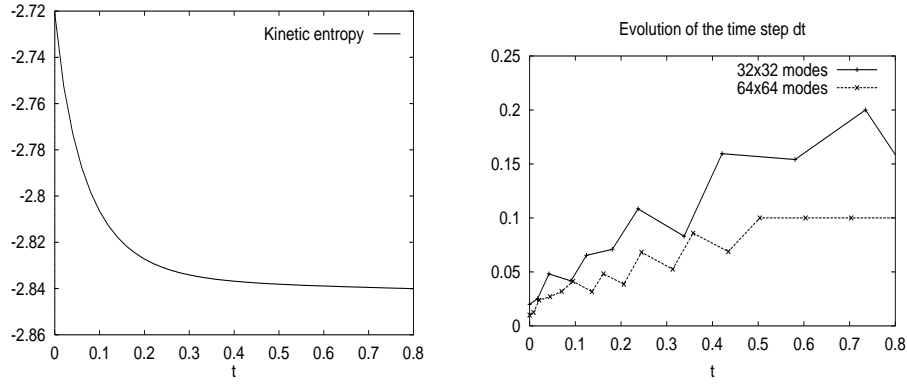 -2.72
-2.74
-2.76
-2.78
-2.8
-2.82
-2.84
-2.86
0 0.1 0.2 0.3 0.4 0.5 0.6 0.7 0.8
t
Kinetic entropy
Evolution of the time step dt
0.25
0.2
0.15
0.1
0.05
0
0 0.1 0.2 0.3 0.4 0.5 0.6 0.7 0.8
t
32x32 modes
64x64 modes